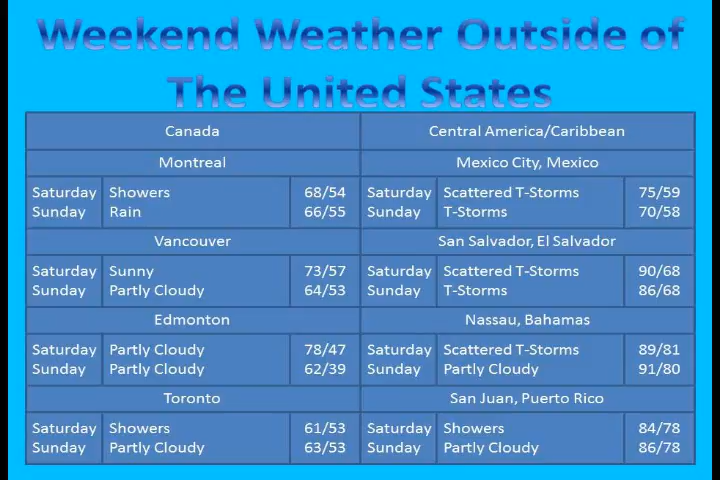 Weekend Weather Outside of
The United States
Canada
Central America/Caribbean
Montreal
Mexico City, Mexico
Saturday Showers 68/54
Sunday Rain 66/55
Saturday Scattered T-Storms 75/59
Sunday T-Storms 70/58
Vancouver
San Salvador, El Salvador
Saturday Sunny 73/57
Sunday Partly Cloudy 64/53
Saturday Scattered T-Storms 90/68
Sunday T-Storms 86/68
Edmonton
Nassau, Bahamas
Saturday Partly Cloudy 78/47
Sunday Partly Cloudy 62/39
Saturday Scattered T-Storms 89/81
Sunday Partly Cloudy 91/80
Toronto
San Juan, Puerto Rico
Saturday Showers 61/53
Sunday Partly Cloudy 63/53
Saturday Showers 84/78
Sunday Partly Cloudy 86/78